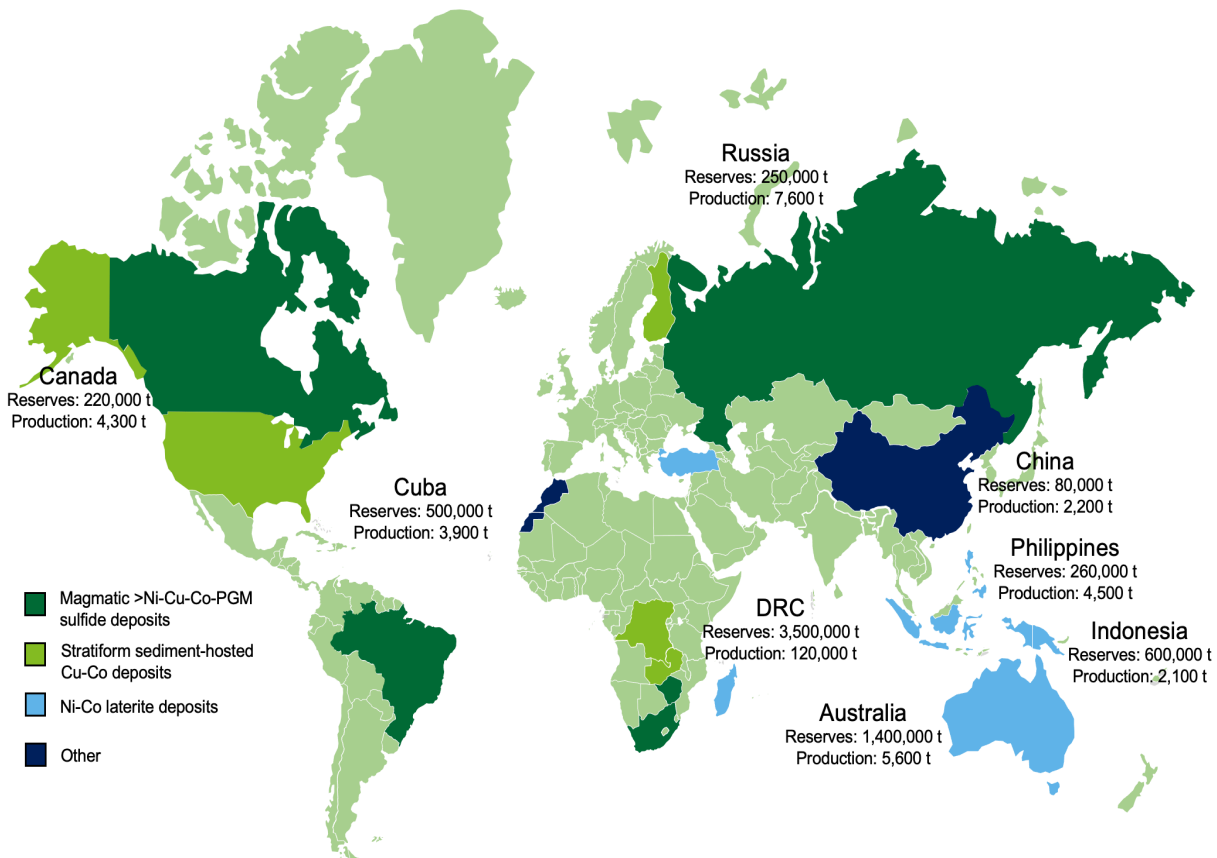 Russia
Reserves: 250,000 t
Production: 7,600 t
Canada
Reserves: 220,000 t
Production: 4,300 t
Cuba
Reserves: 500,000 t
Production: 3,900 t
China
Reserves: 80,000 t
Production: 2,200 t
Philippines
Reserves: 260,000 t
Production: 4,500 t
DRC
Reserves: 3,500,000 t
Production: 120,000 t
Indonesia
Reserves: 600,000 t
Production: 2,100 t
Australia
Reserves: 1,400,000 t
Production: 5,600 t
Magmatic >Ni-Cu-Co-PGM
sulfide deposits
Stratiform sediment-hosted
Cu-Co deposits
Ni-Co laterite deposits
Other